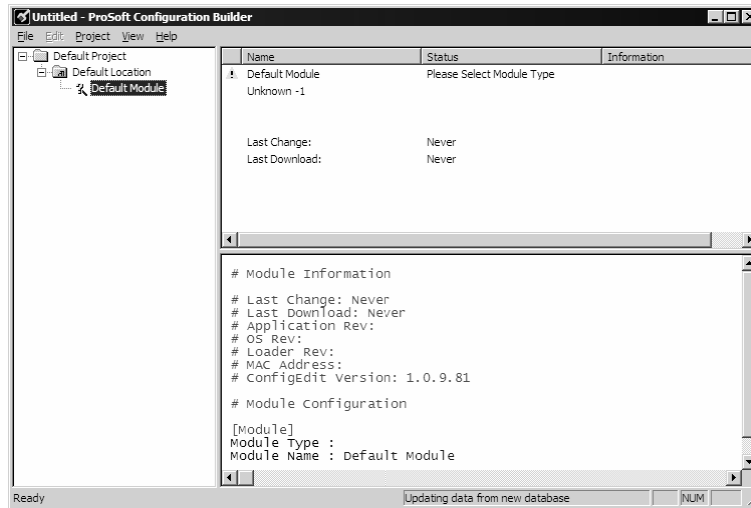 Untitled - ProSoft Configuration Builder
File Edit Project View Help
Default Project
Default Location
Default Module
Name Status Information
Default Module Please Select Module Type
Unknown -1
Last Change: Never
Last Download: Never
# Module Information
# Last Change: Never
# Last Download: Never
# Application Rev:
# OS Rev:
# Loader Rev:
# MAC Address:
# ConfigEdit Version: 1.0.9.81
# Module Configuration
[Module]
Module Type :
Module Name : Default Module
Ready Updating data from new database NUM